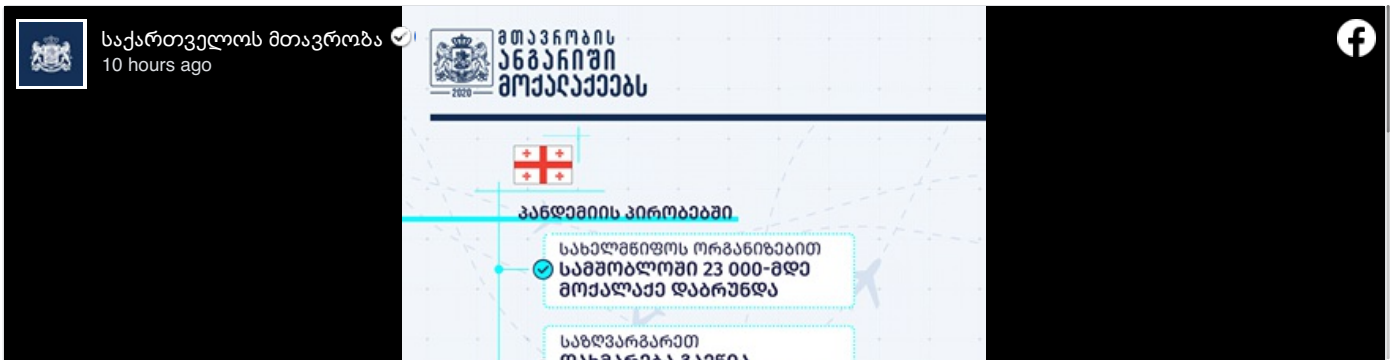 საქართველოს მთავრობა
10 hours ago
მთავრობის
ანგარიში
მოქალაქეებს
2020
პანდემიის პირობებში
სახელმწიფოს ორგანიზებით
სამშობლოში 23 000-მდე
მოქალაქე დაბრუნდა
საზღვარგარეთ